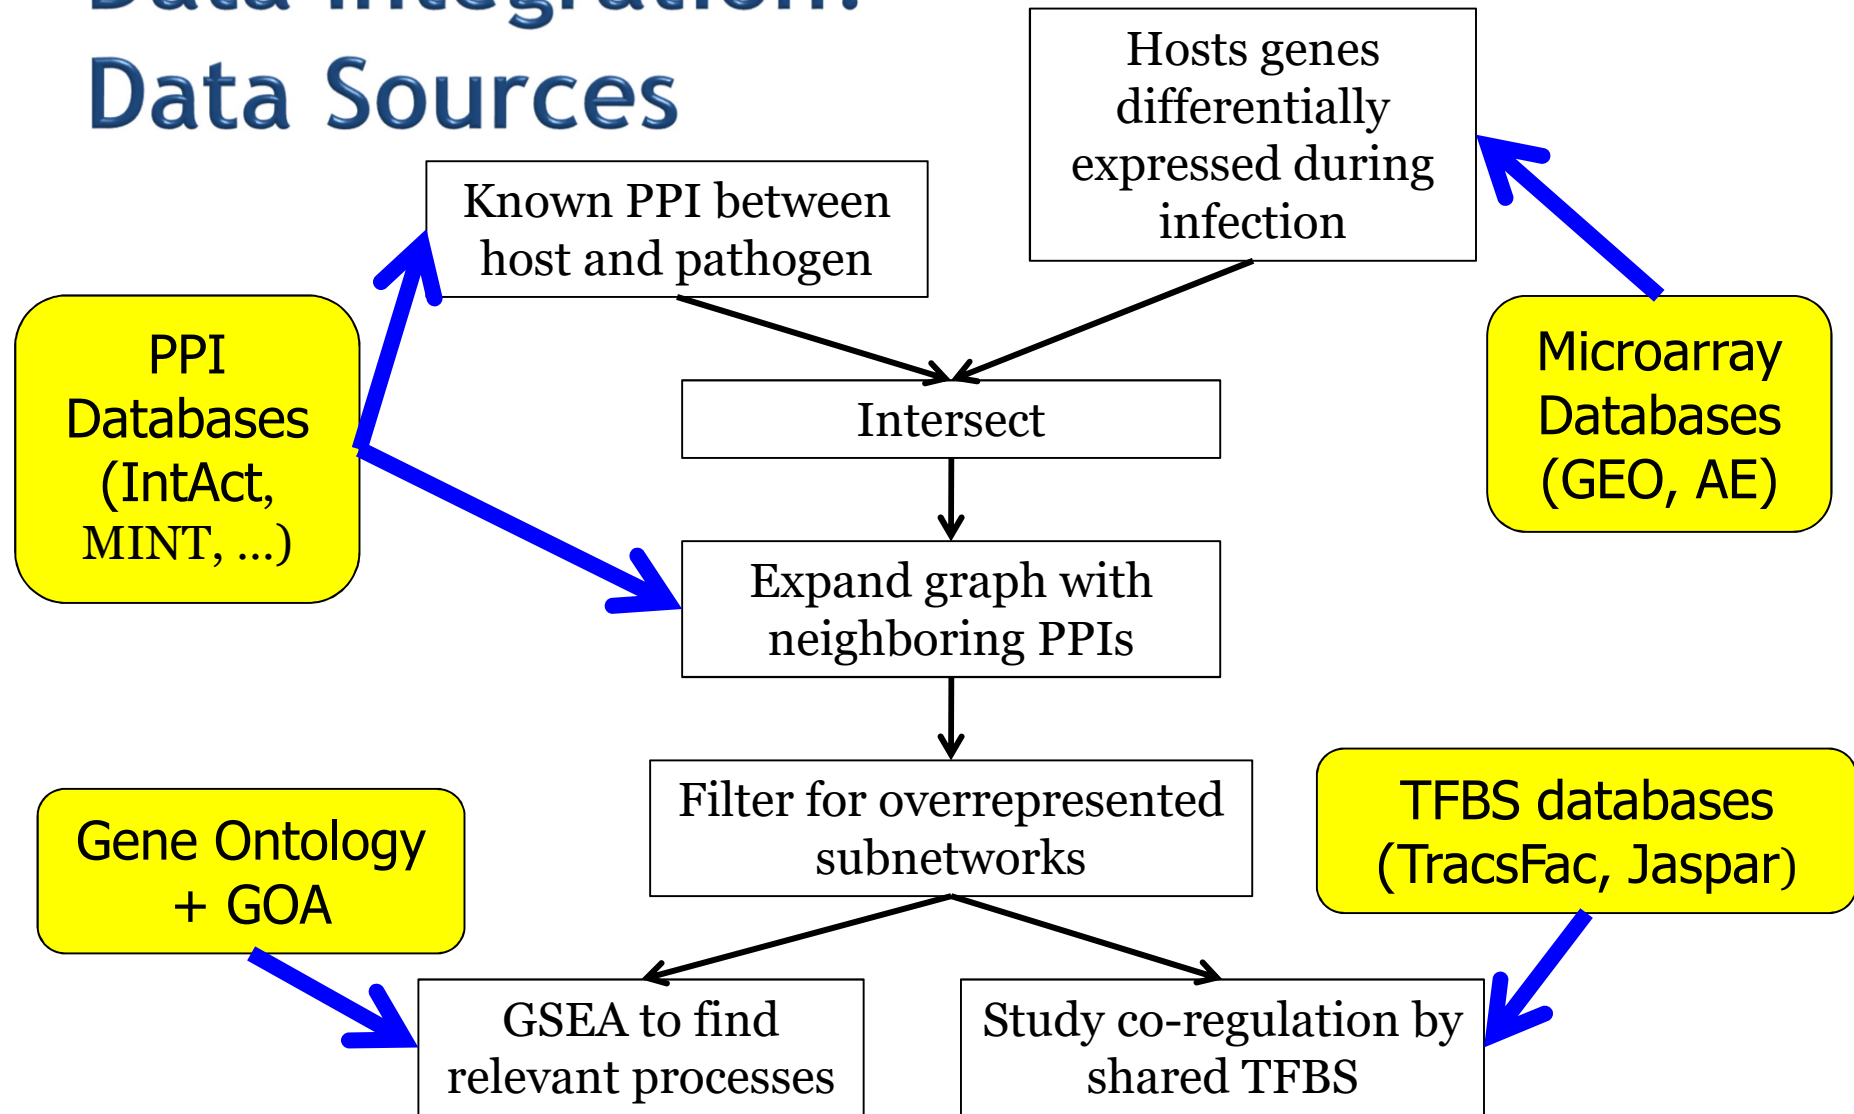 Data Integration:
Data Sources
Hosts genes
differentially
expressed during
infection
Known PPI between
host and pathogen
PPI
Databases
(IntAct,
MINT, ...)
Microarray
Databases
(GEO, AE)
Intersect
Expand graph with
neighboring PPIs
Filter for overrepresented
subnetworks
Gene Ontology
+ GOA
TFBS databases
(TracsFac, Jaspar)
GSEA to find
relevant processes
Study co-regulation by
shared TFBS